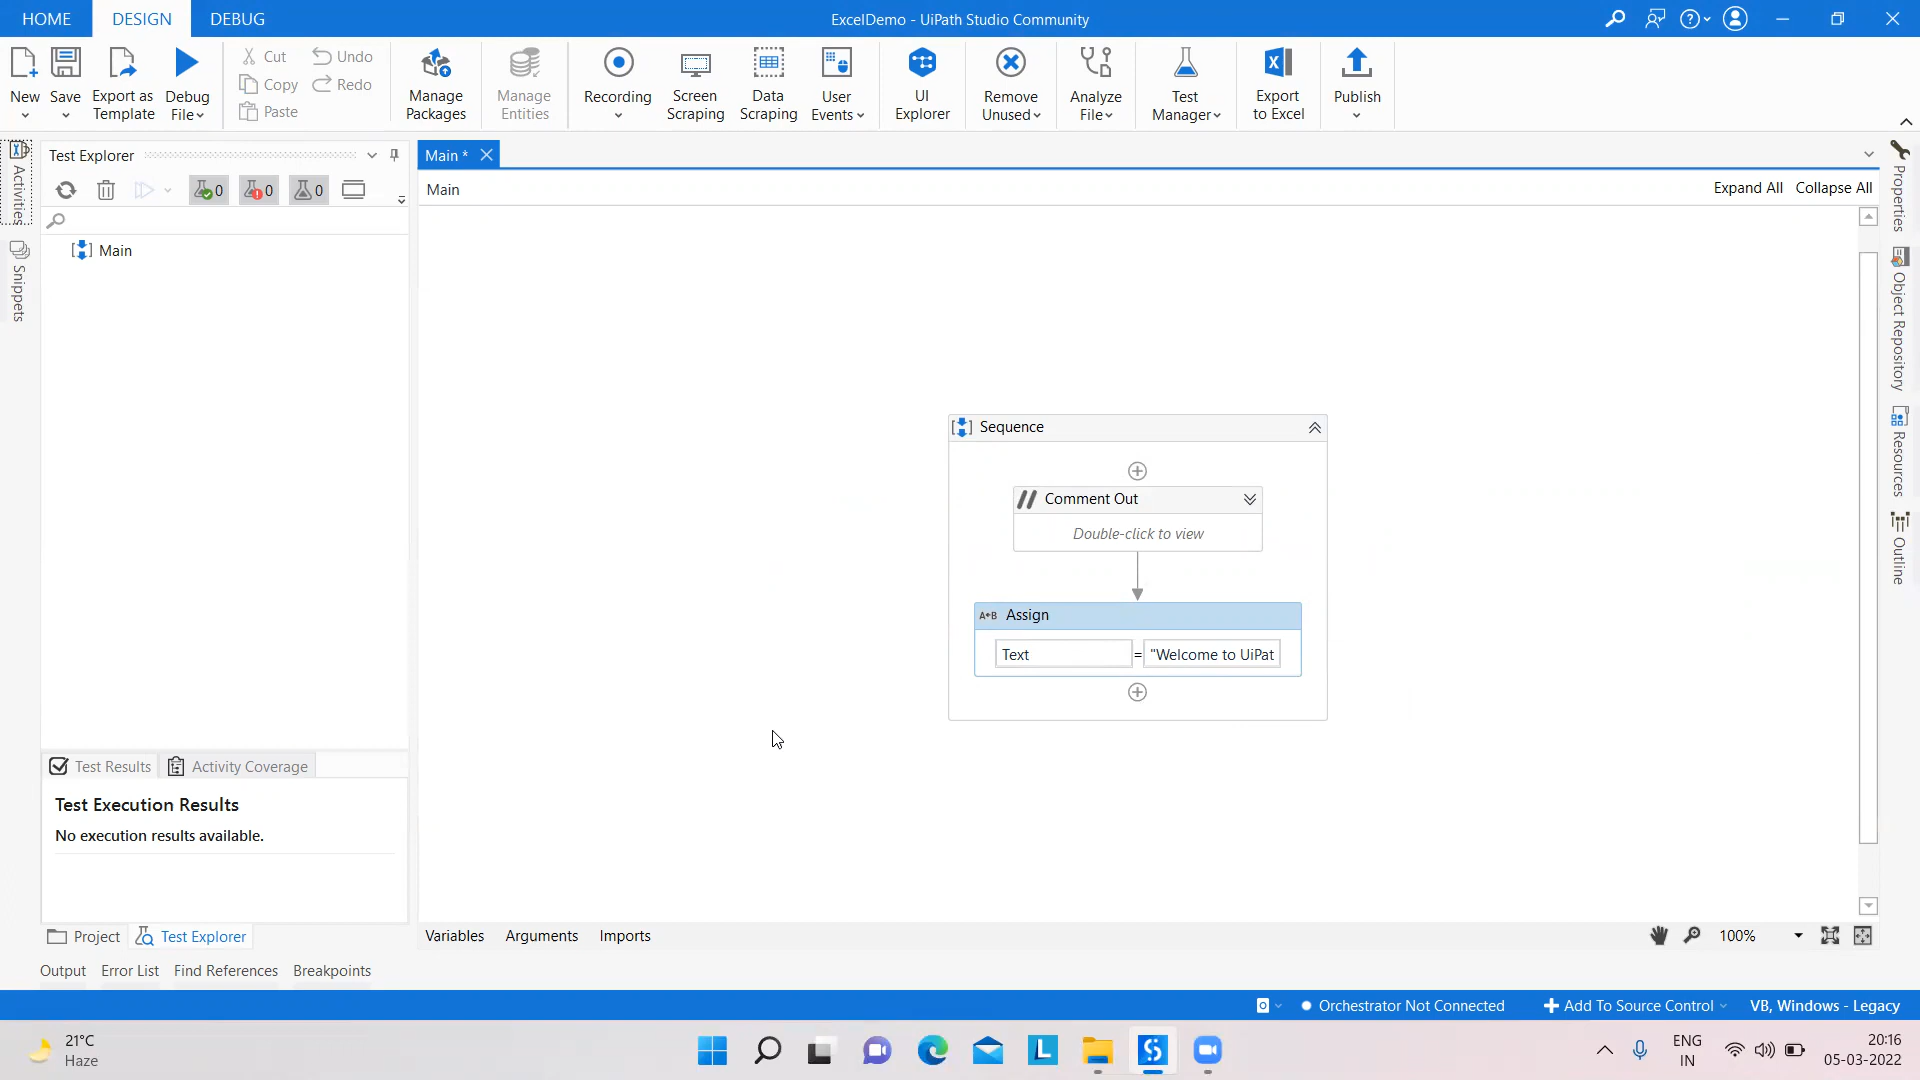 HOME DESIGN DEBUG
ExcelDemo - UiPath Studio Community
New
Save
Export as
Template
Debug
File
Cut
Copy
Paste
Undo
Redo
Manage
Packages
Manage
Entities
Recording
Screen
Scraping
Data
Scraping
User
Events
UI
Explorer
Remove
Unused
Analyze
File
Test
Manager
Export
to Excel
Publish
Activities
Snippets
Test Explorer
0 0 0
Main
Main *
Main
Expand All Collapse All
Sequence
Comment Out
Double-click to view
A+B Assign
Text = "Welcome to UiPat
Properties
Object Repository
Resources
Outline
Test Results Activity Coverage
Test Execution Results
No execution results available.
Project Test Explorer
Variables Arguments Imports
100%
Output Error List Find References Breakpoints
Orchestrator Not Connected
Add To Source Control
VB, Windows - Legacy
21°C
Haze
ENG
IN
20:16
05-03-2022